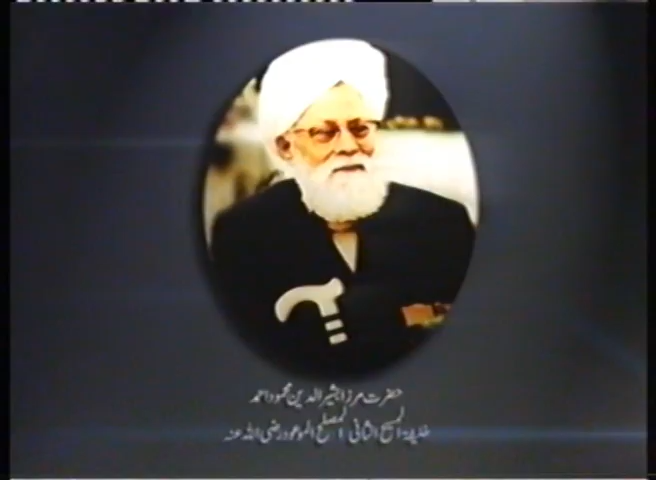 حضرت مرزا بشیر الدین محمود احمد
خلیفۃ المسیح الثانی المصلح الموعود رضی اللہ عنہ